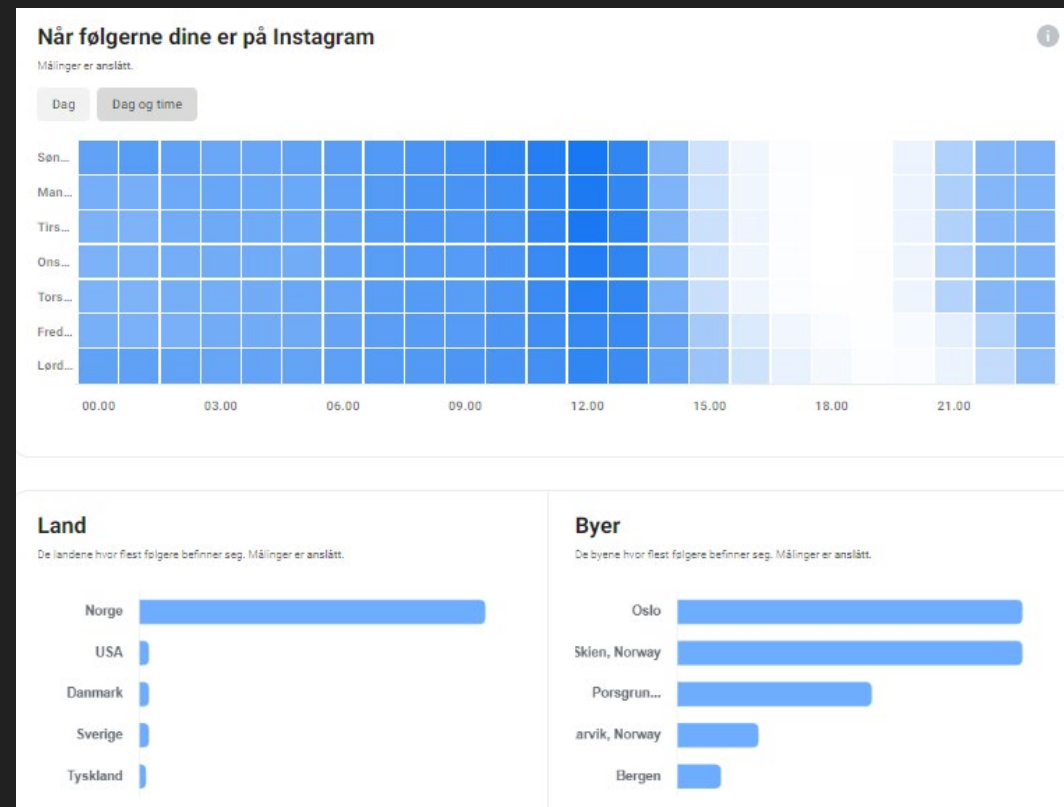 Når følgerne dine er på Instagram
Målinger er anslått.
Dag
Dag og time
Søn...
Man...
Tirs...
Ons...
Tors...
Fred...
Lørd...
00.00 03.00 06.00 09.00 12.00 15.00 18.00 21.00
Land
De landene hvor flest følgere befinner seg. Målinger er anslått.
Norge
USA
Danmark
Sverige
Tyskland
Byer
De byene hvor flest følgere befinner seg. Målinger er anslått.
Oslo
Skien, Norway
Porsgrun...
arvik, Norway
Bergen